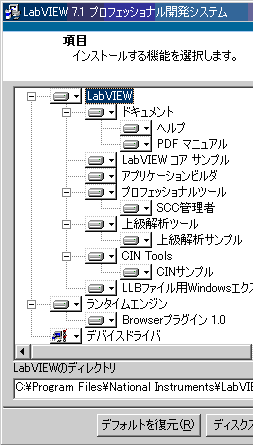 LabVIEW 7.1 プロフェッショナル開発システム
項目
インストールする機能を選択します。
LabVIEW
ドキュメント
ヘルプ
PDF マニュアル
LabVIEW コア サンプル
アプリケーションビルダ
プロフェッショナルツール
SCC管理者
上級解析ツール
上級解析サンプル
CIN Tools
CINサンプル
LLBファイル用Windowsエクス
ランタイムエンジン
Browserプラグイン 1.0
デバイスドライバ
LabVIEWのディレクトリ
C:¥Program Files¥National Instruments¥LabVIE
デフォルトを復元(R)
ディスクス